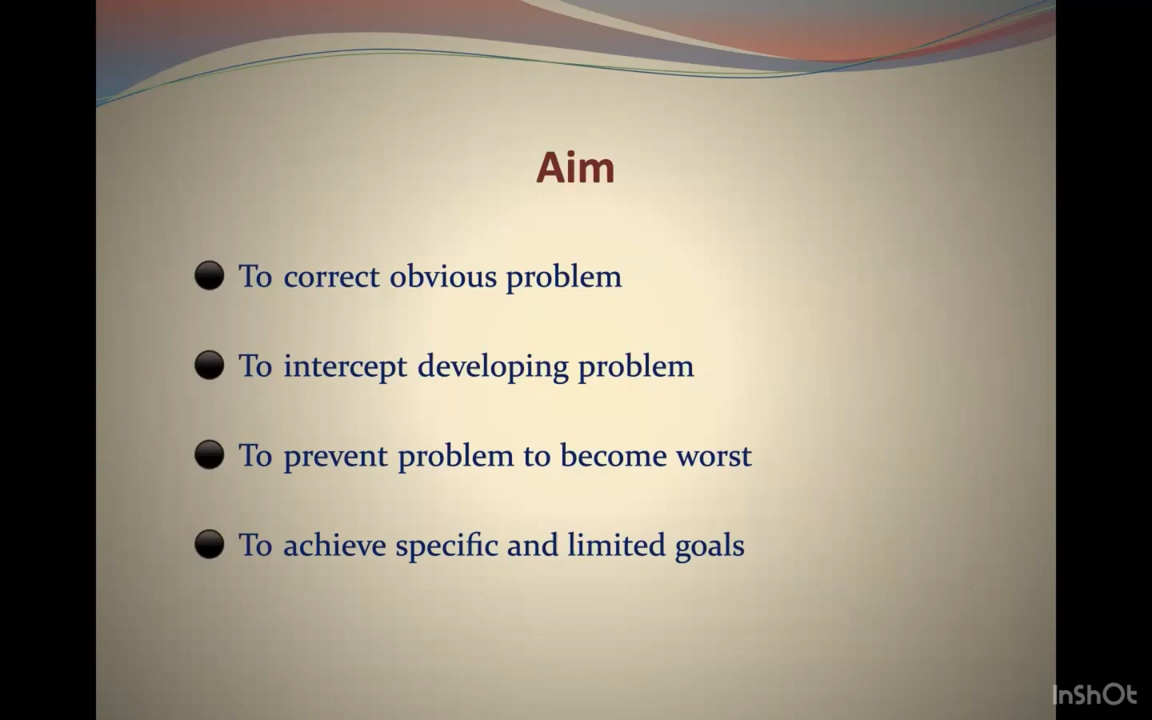 Aim
To correct obvious problem
To intercept developing problem
To prevent problem to become worst
To achieve specific and limited goals
InShOt